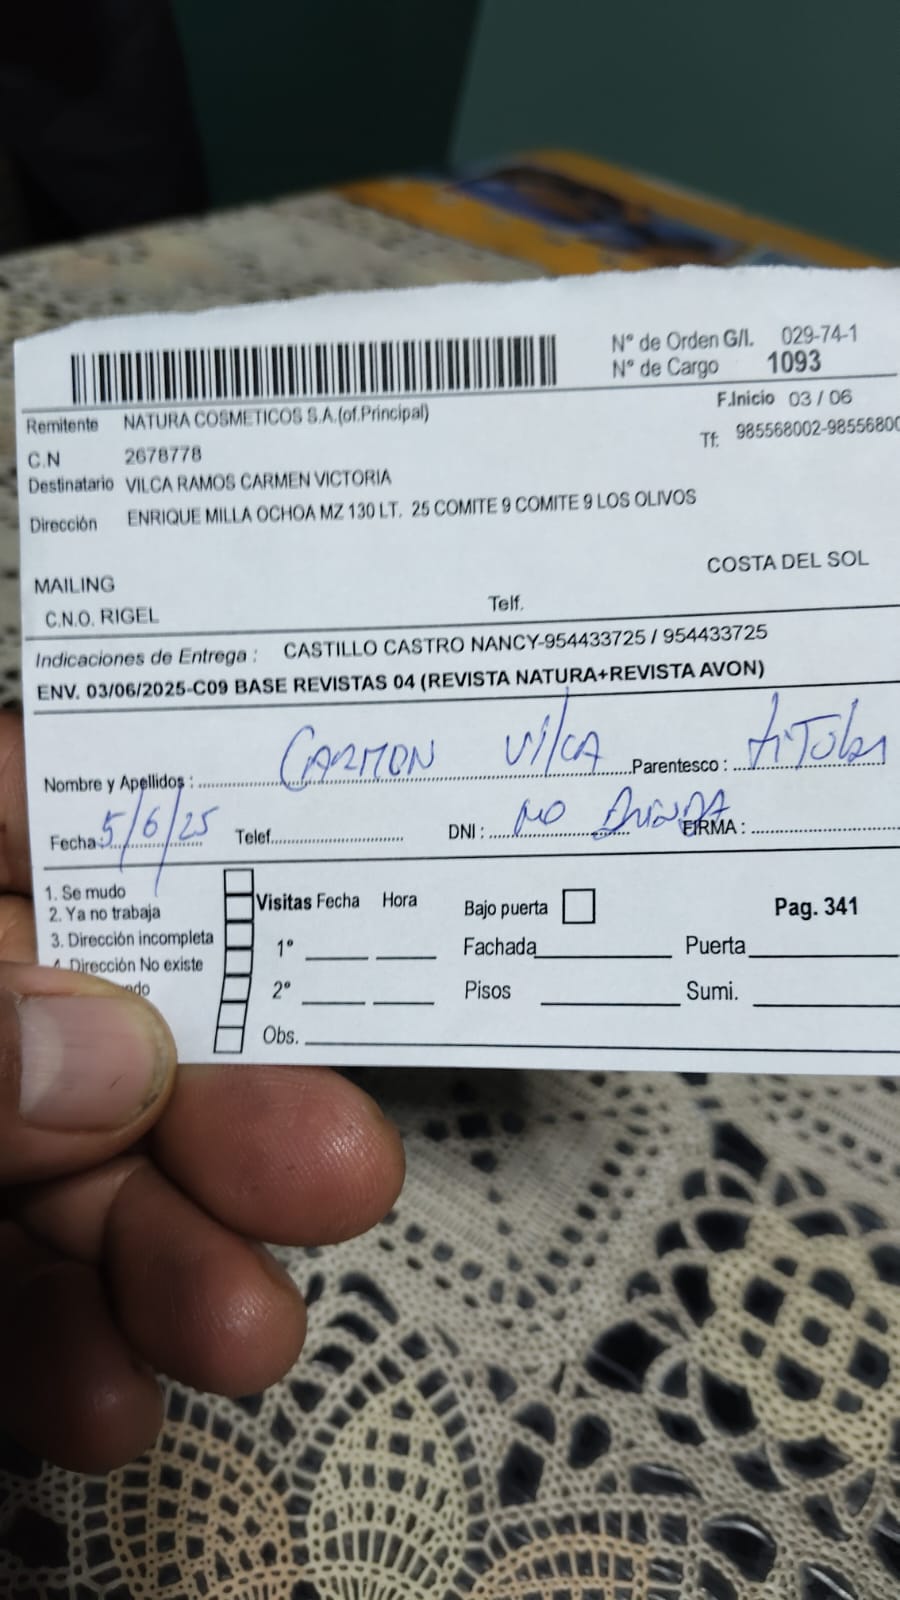 N° de Orden G/I. 029-74-1
N° de Cargo 1093
F.Inicio 03 / 06
Remitente NATURA COSMETICOS S.A.(of.Principal)
Tf: 985568002-98556800
C.N 2678778
Destinatario VILCA RAMOS CARMEN VICTORIA
Dirección ENRIQUE MILLA OCHOA MZ 130 LT. 25 COMITE 9 COMITE 9 LOS OLIVOS
COSTA DEL SOL
MAILING
C.N.O. RIGEL Telf.
Indicaciones de Entrega : CASTILLO CASTRO NANCY-954433725 / 954433725
ENV. 03/06/2025-C09 BASE REVISTAS 04 (REVISTA NATURA+REVISTA AVON)
Nombre y Apellidos : CARMON VilCA Parentesco : tiTular
Fecha 5/6/25 Telef. DNI : NO FIRMA :
1. Se mudo
2. Ya no trabaja
3. Dirección incompleta
4. Dirección No existe
Visitas Fecha Hora Bajo puerta Pag. 341
1° Fachada Puerta
2° Pisos Sumi.
Obs.